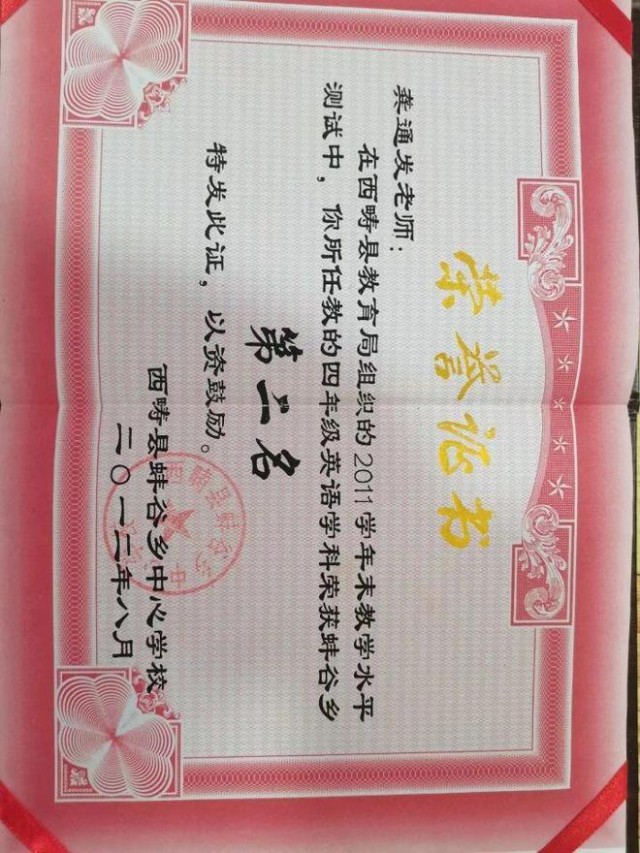 荣誉证书
龚通发老师：
在西畴县教育局组织的2011学年末教学水平
测试中，你所任教的四年级英语学科荣获蚌谷乡
第二名
特发此证，以资鼓励。
西畴县蚌谷乡中心学校
二〇一二年八月